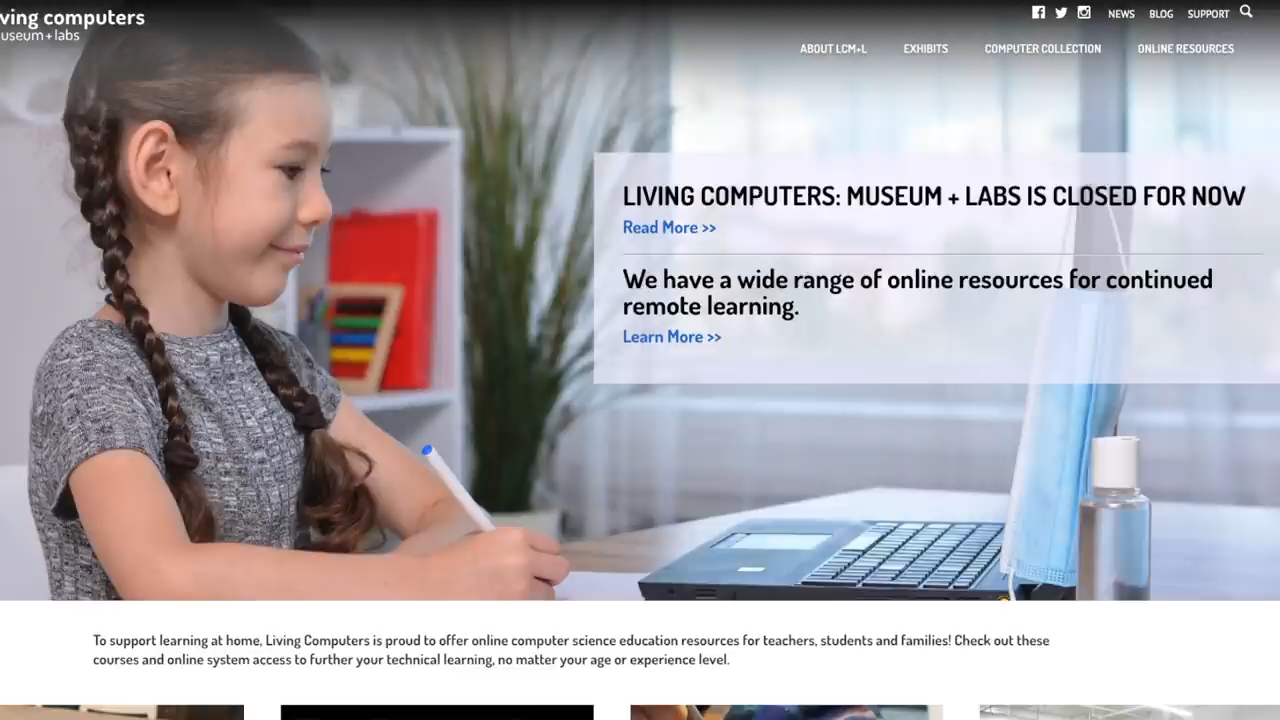 ving computers
useum + labs
NEWS BLOG SUPPORT
ABOUT LCM+L EXHIBITS COMPUTER COLLECTION ONLINE RESOURCES
LIVING COMPUTERS: MUSEUM + LABS IS CLOSED FOR NOW
Read More >>
We have a wide range of online resources for continued
remote learning.
Learn More >>
To support learning at home, Living Computers is proud to offer online computer science education resources for teachers, students and families! Check out these
courses and online system access to further your technical learning, no matter your age or experience level.